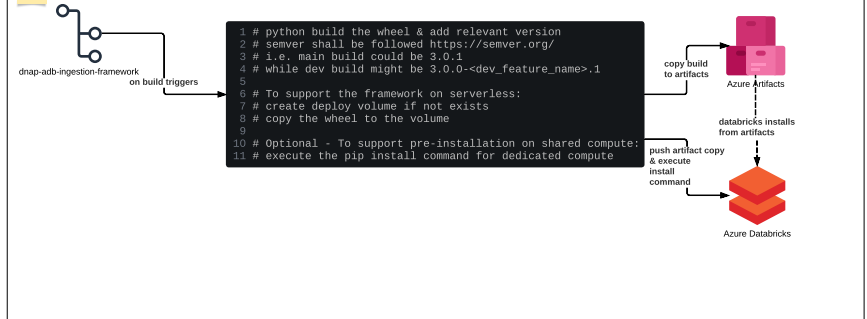 dnap-adb-ingestion-framework
on build triggers
1 # python build the wheel & add relevant version
2 # semver shall be followed https://semver.org/
3 # i.e. main build could be 3.0.1
4 # while dev build might be 3.0.0-<dev_feature_name>.1
5
6 # To support the framework on serverless:
7 # create deploy volume if not exists
8 # copy the wheel to the volume
9
10 # Optional - To support pre-installation on shared compute:
11 # execute the pip install command for dedicated compute
copy build
to artifacts
Azure Artifacts
databricks installs
from artifacts
push artifact copy
& execute
install
command
Azure Databricks